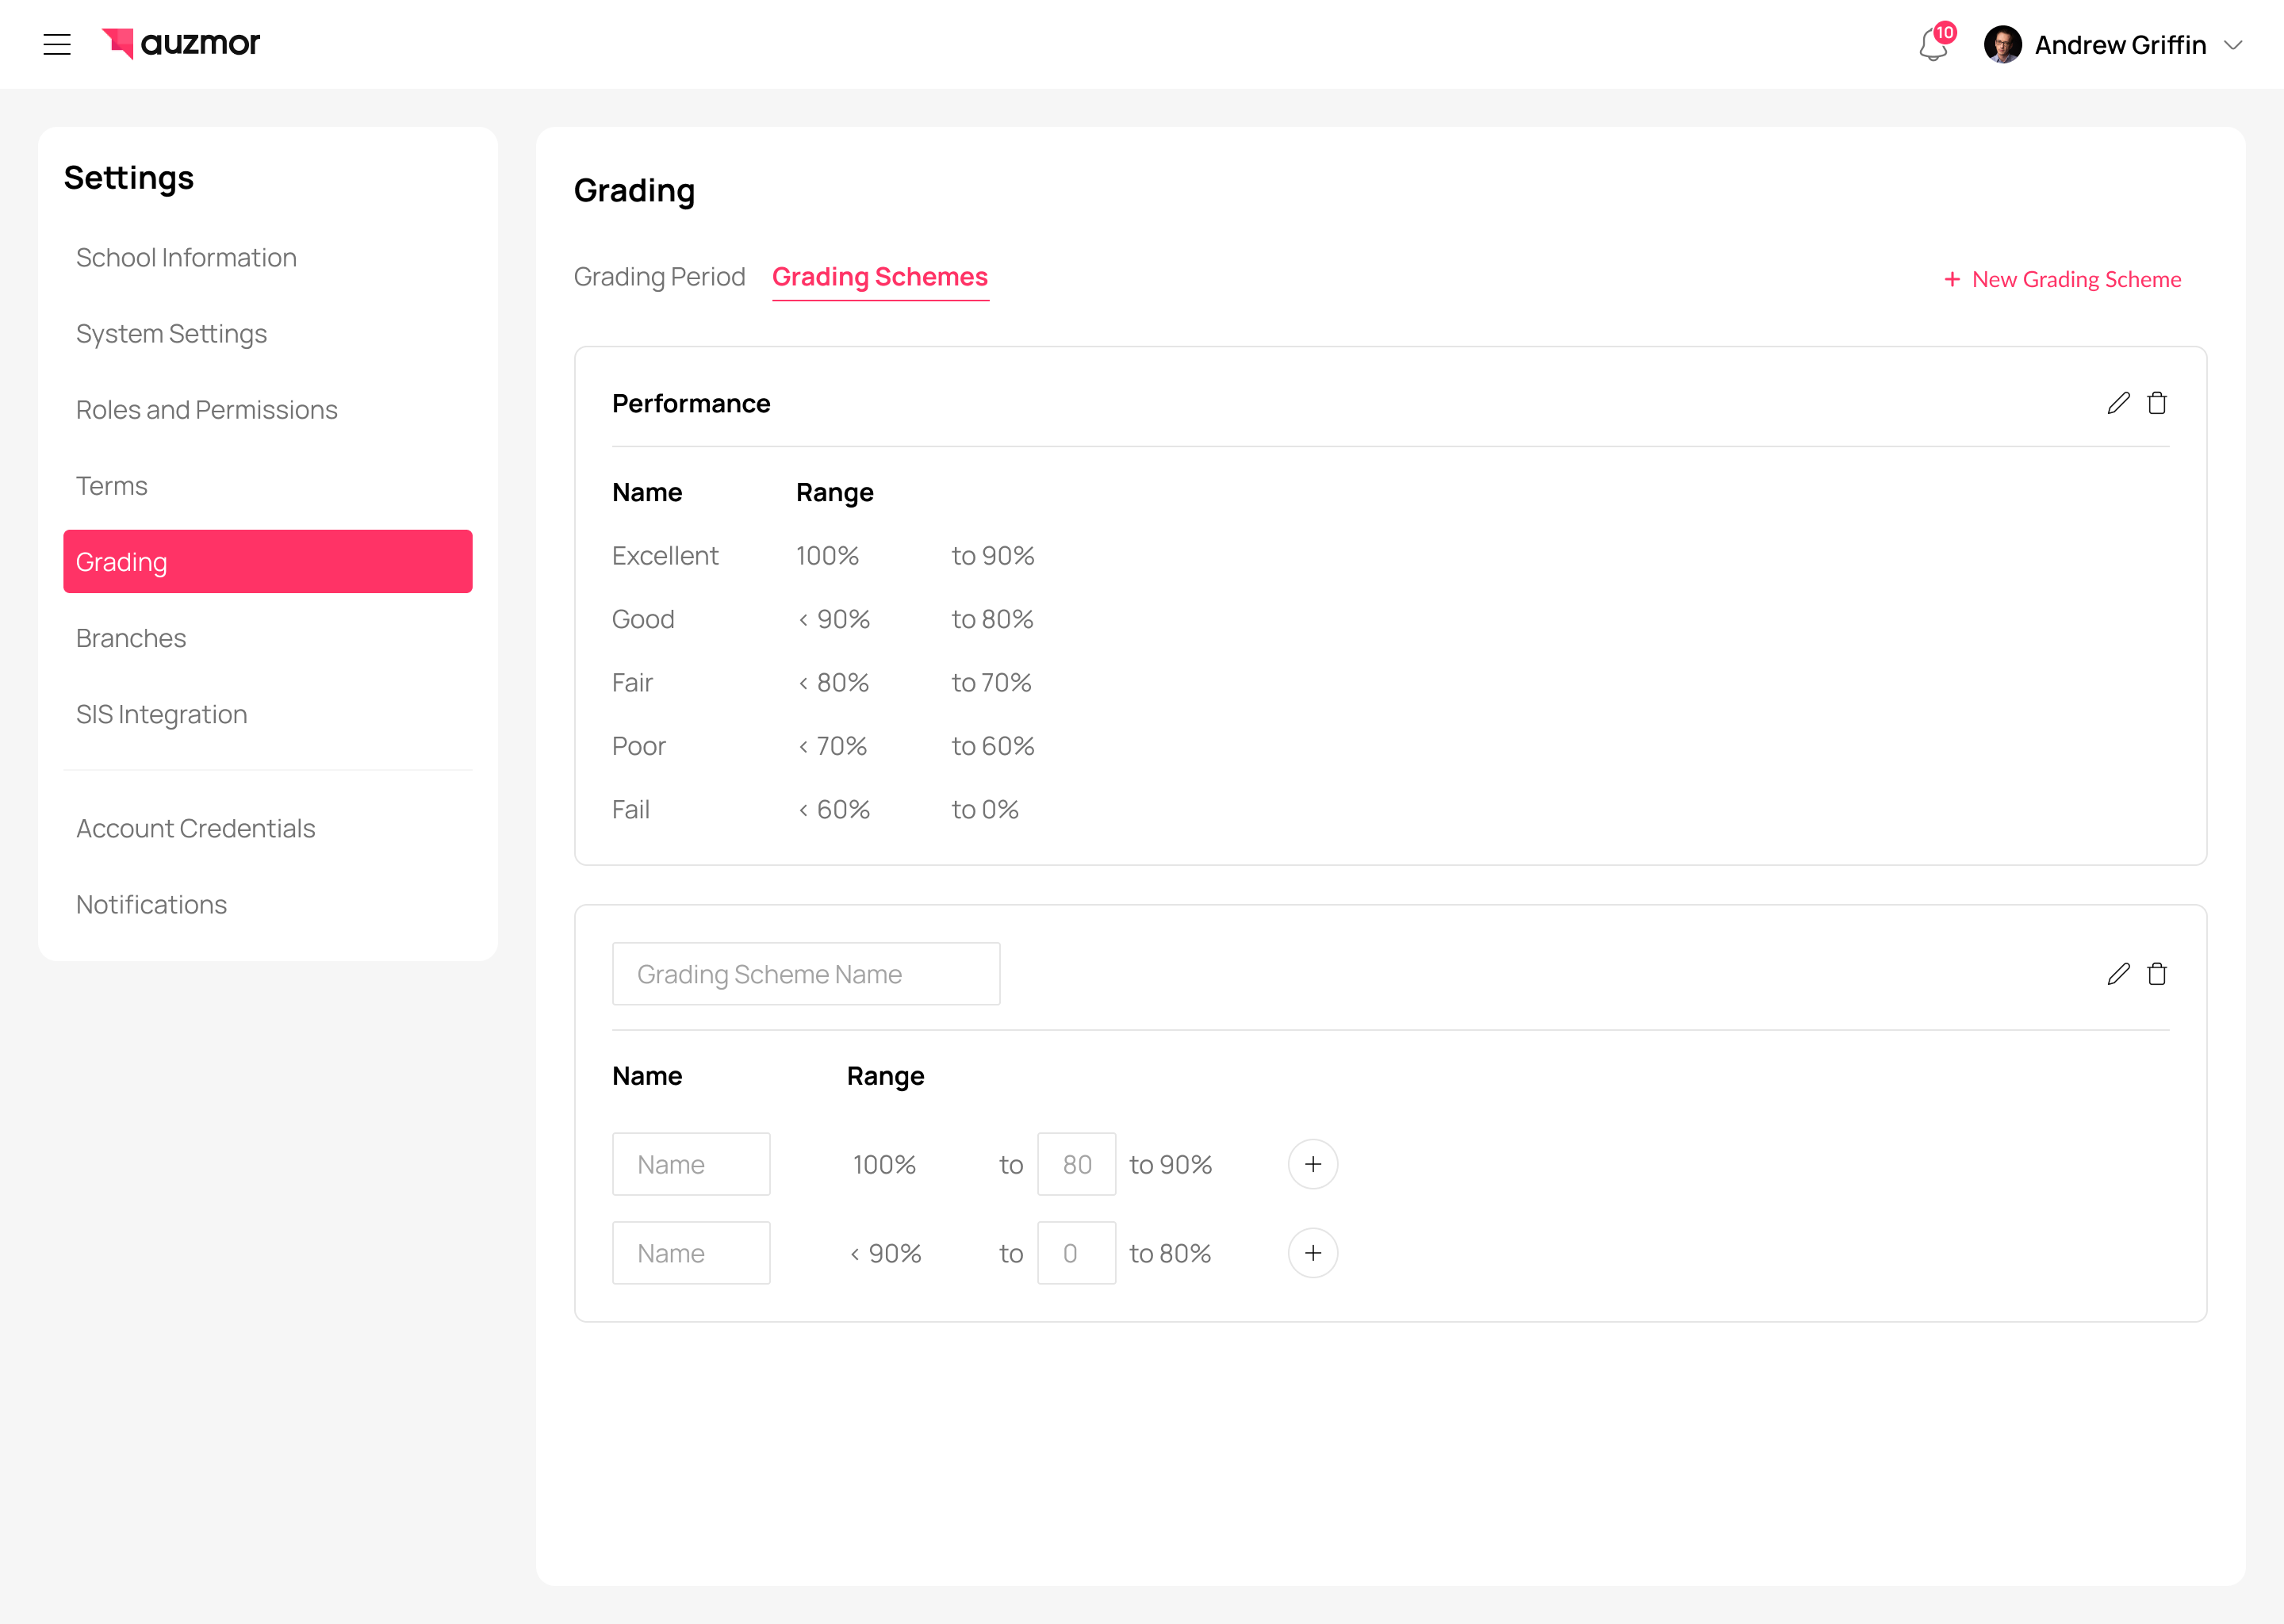 auzmor
10
Andrew Griffin
Settings
School Information
System Settings
Roles and Permissions
Terms
Grading
Branches
SIS Integration
Account Credentials
Notifications
Grading
Grading Period Grading Schemes
+ New Grading Scheme
Performance
Name Range
Excellent 100% to 90%
Good < 90% to 80%
Fair < 80% to 70%
Poor < 70% to 60%
Fail < 60% to 0%
Grading Scheme Name
Name Range
Name 100% to 80 to 90% +
Name < 90% to 0 to 80% +